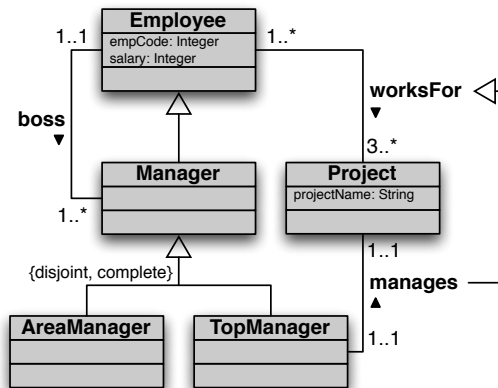 Employee
empCode: Integer
salary: Integer
1..1
1..*
boss ▼
worksFor ▼
3..*
Manager
1..*
Project
projectName: String
{disjoint, complete}
1..1
manages ▲
AreaManager
TopManager
1..1